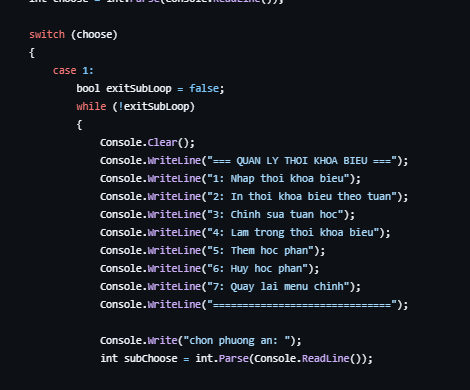 int choose = int.Parse(Console.ReadLine());
switch (choose)
{
case 1:
bool exitSubLoop = false;
while (!exitSubLoop)
{
Console.Clear();
Console.WriteLine("=== QUAN LY THOI KHOA BIEU ===");
Console.WriteLine("1: Nhap thoi khoa bieu");
Console.WriteLine("2: In thoi khoa bieu theo tuan");
Console.WriteLine("3: Chinh sua tuan hoc");
Console.WriteLine("4: Lam trong thoi khoa bieu");
Console.WriteLine("5: Them hoc phan");
Console.WriteLine("6: Huy hoc phan");
Console.WriteLine("7: Quay lai menu chinh");
Console.WriteLine("==============================");
Console.Write("chon phuong an: ");
int subChoose = int.Parse(Console.ReadLine());